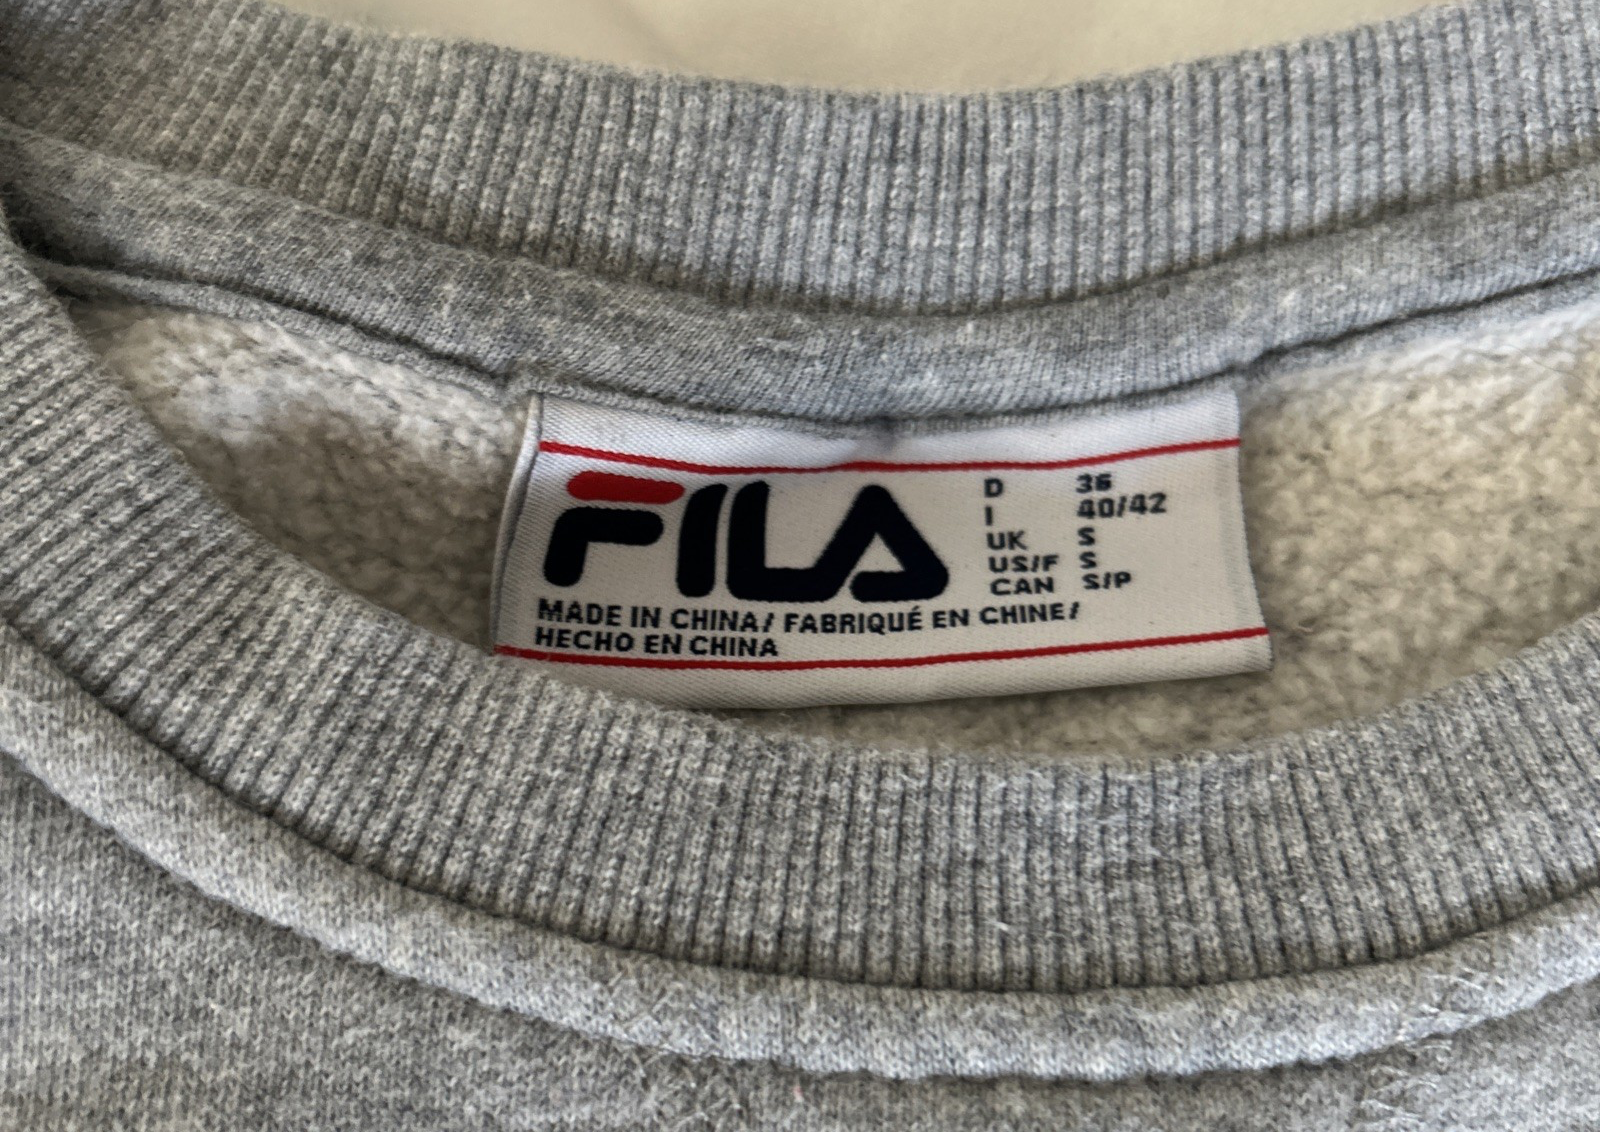 FILA
D 36
I 40/42
UK S
US/F S
CAN S/P
MADE IN CHINA/ FABRIQUÉ EN CHINE/
HECHO EN CHINA